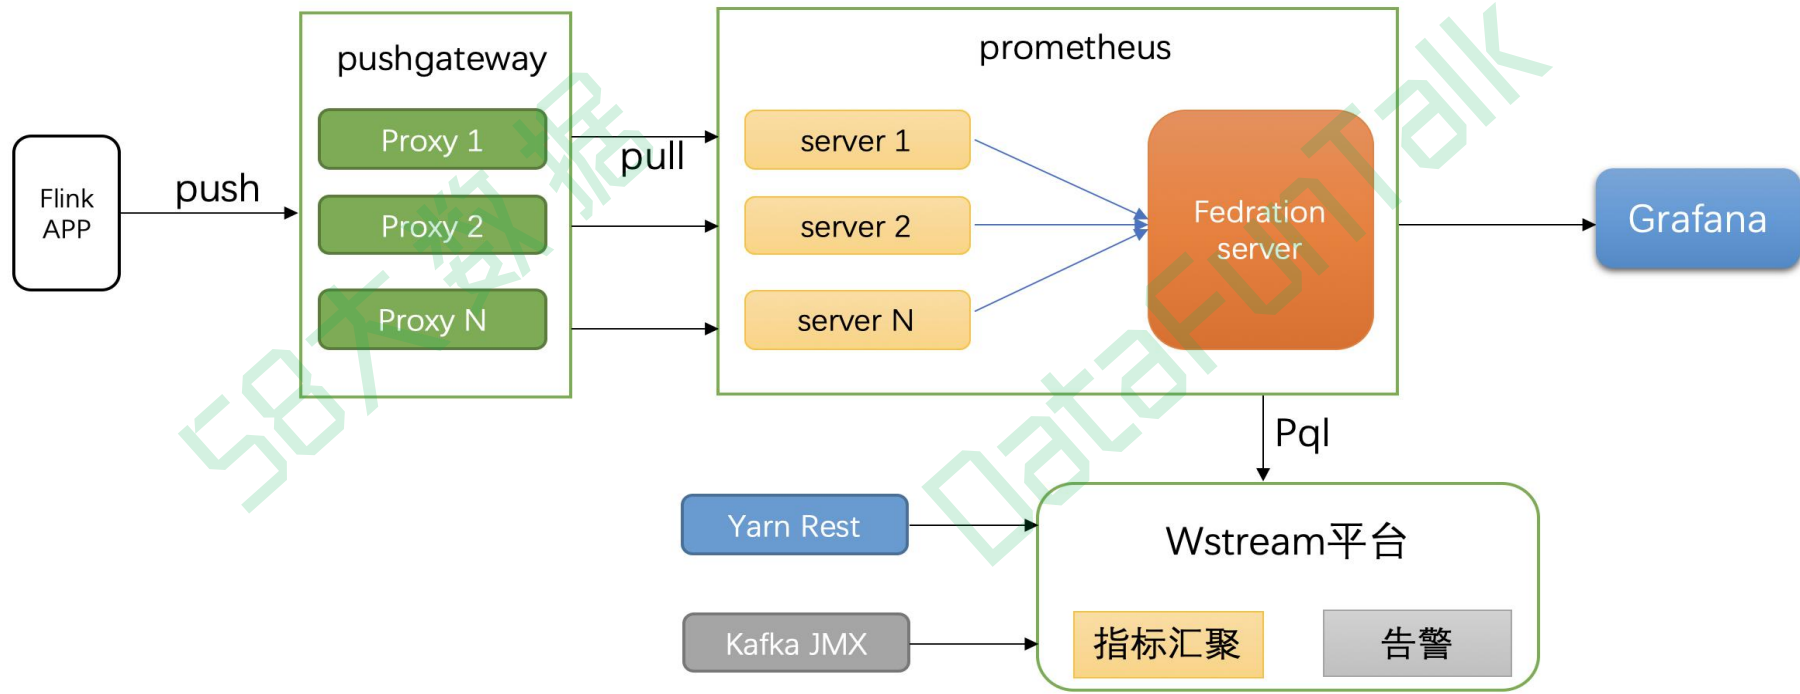 pushgateway
prometheus
Proxy 1
Proxy 2
Proxy N
pull
server 1
server 2
server N
Flink
APP
push
Fedration
server
Grafana
Pql
Yarn Rest
Kafka JMX
Wstream平台
指标汇聚
告警
58大数据
DataFunTalk